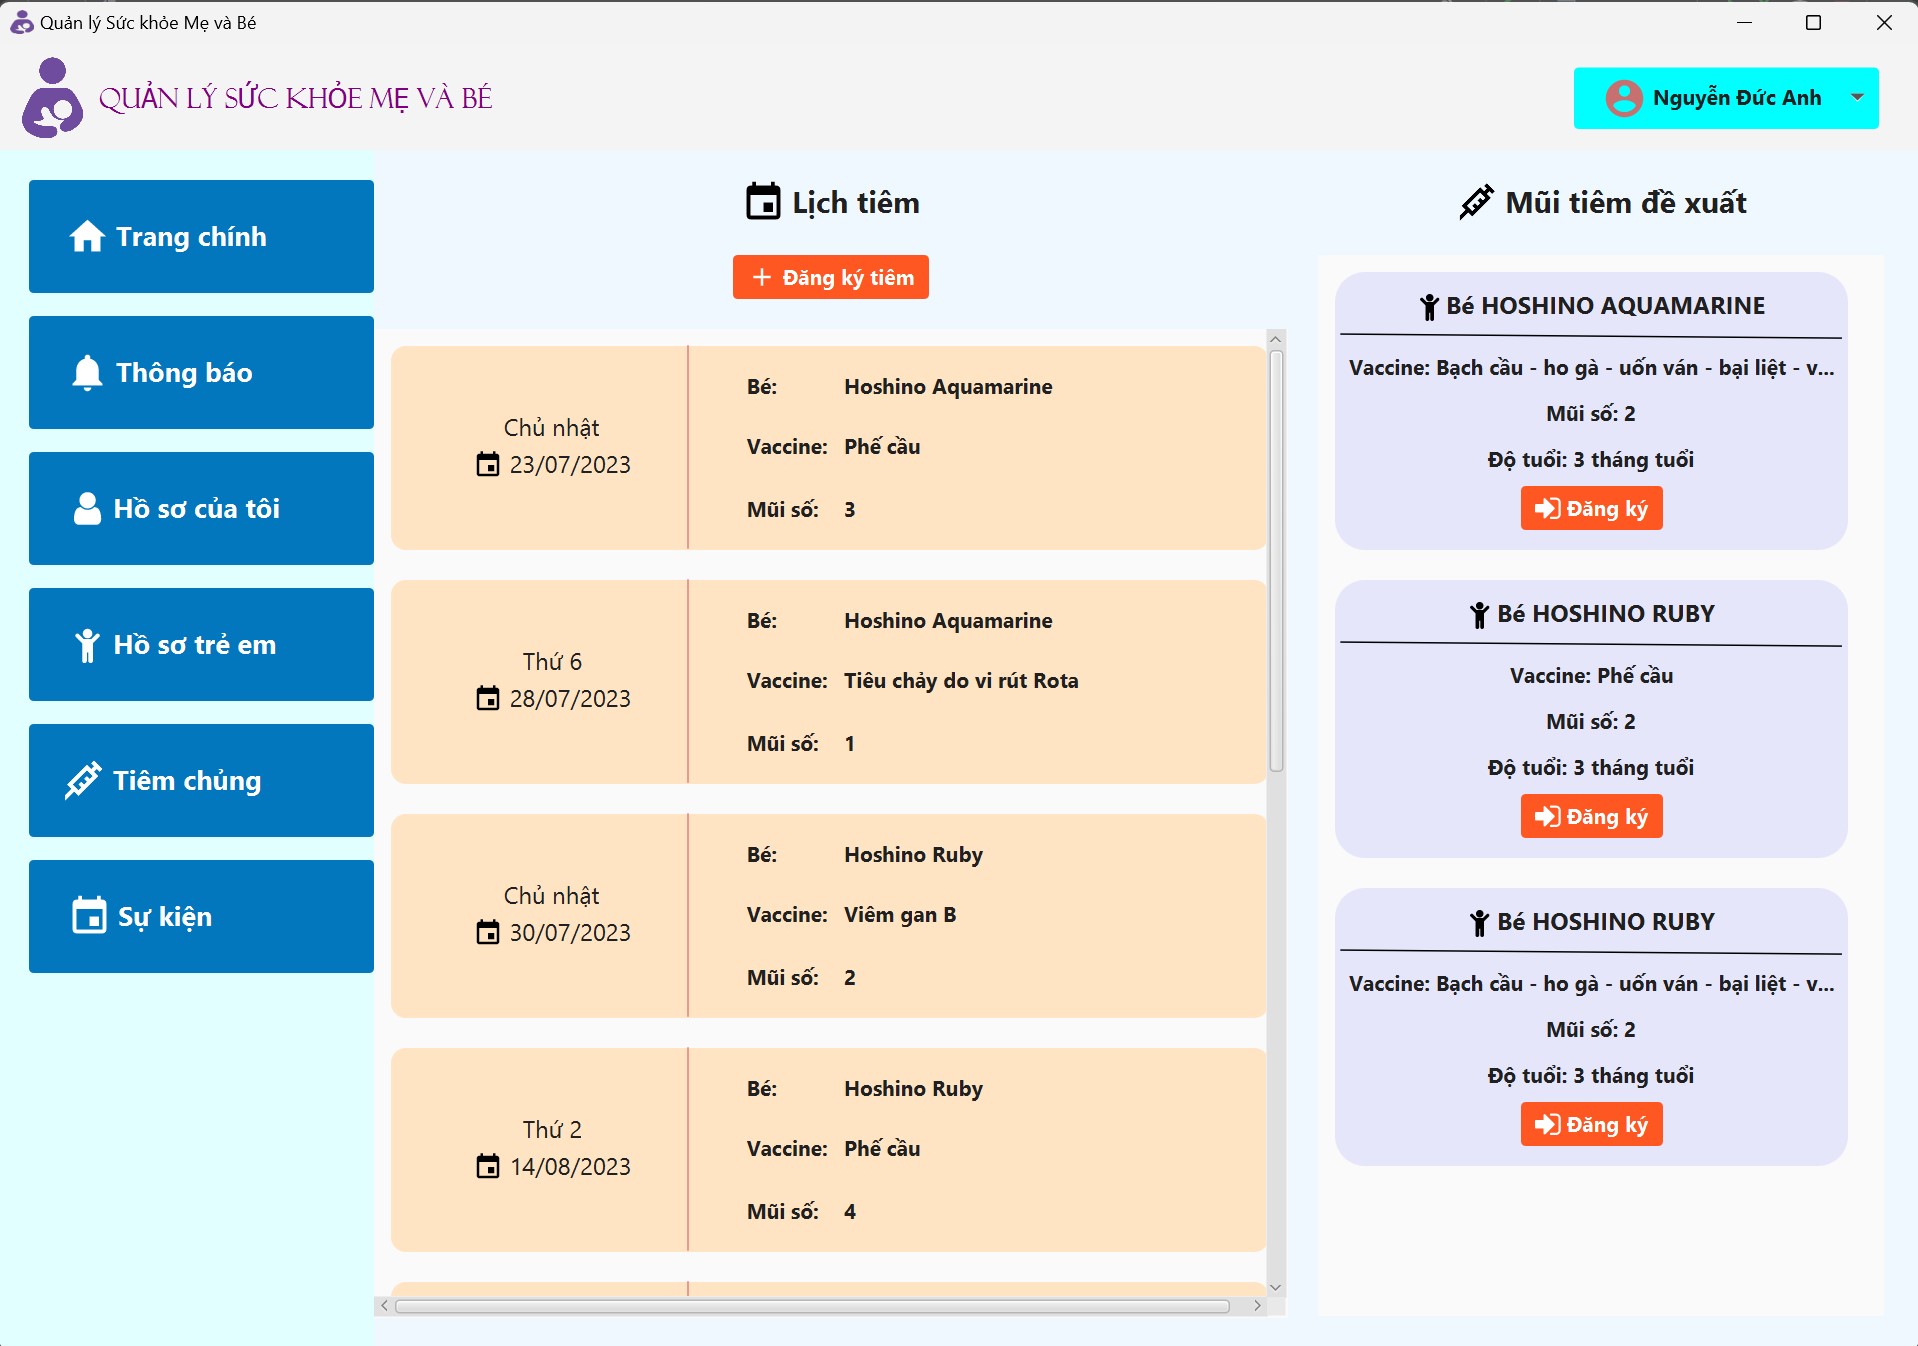 Quản lý Sức khỏe Mẹ và Bé
QUẢN LÝ SỨC KHỎE MẸ VÀ BÉ
Nguyễn Đức Anh
Trang chính
Thông báo
Hồ sơ của tôi
Hồ sơ trẻ em
Tiêm chủng
Sự kiện
Lịch tiêm
Đăng ký tiêm
Chủ nhật
23/07/2023
Bé: Hoshino Aquamarine
Vaccine: Phế cầu
Mũi số: 3
Thứ 6
28/07/2023
Bé: Hoshino Aquamarine
Vaccine: Tiêu chảy do vi rút Rota
Mũi số: 1
Chủ nhật
30/07/2023
Bé: Hoshino Ruby
Vaccine: Viêm gan B
Mũi số: 2
Thứ 2
14/08/2023
Bé: Hoshino Ruby
Vaccine: Phế cầu
Mũi số: 4
Mũi tiêm đề xuất
Bé HOSHINO AQUAMARINE
Vaccine: Bạch cầu - ho gà - uốn ván - bại liệt - v...
Mũi số: 2
Độ tuổi: 3 tháng tuổi
Đăng ký
Bé HOSHINO RUBY
Vaccine: Phế cầu
Mũi số: 2
Độ tuổi: 3 tháng tuổi
Đăng ký
Bé HOSHINO RUBY
Vaccine: Bạch cầu - ho gà - uốn ván - bại liệt - v...
Mũi số: 2
Độ tuổi: 3 tháng tuổi
Đăng ký